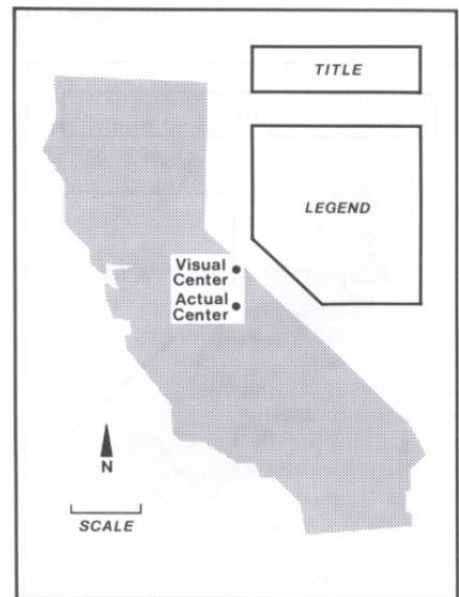 TITLE
LEGEND
Visual
Center
Actual
Center
N
SCALE